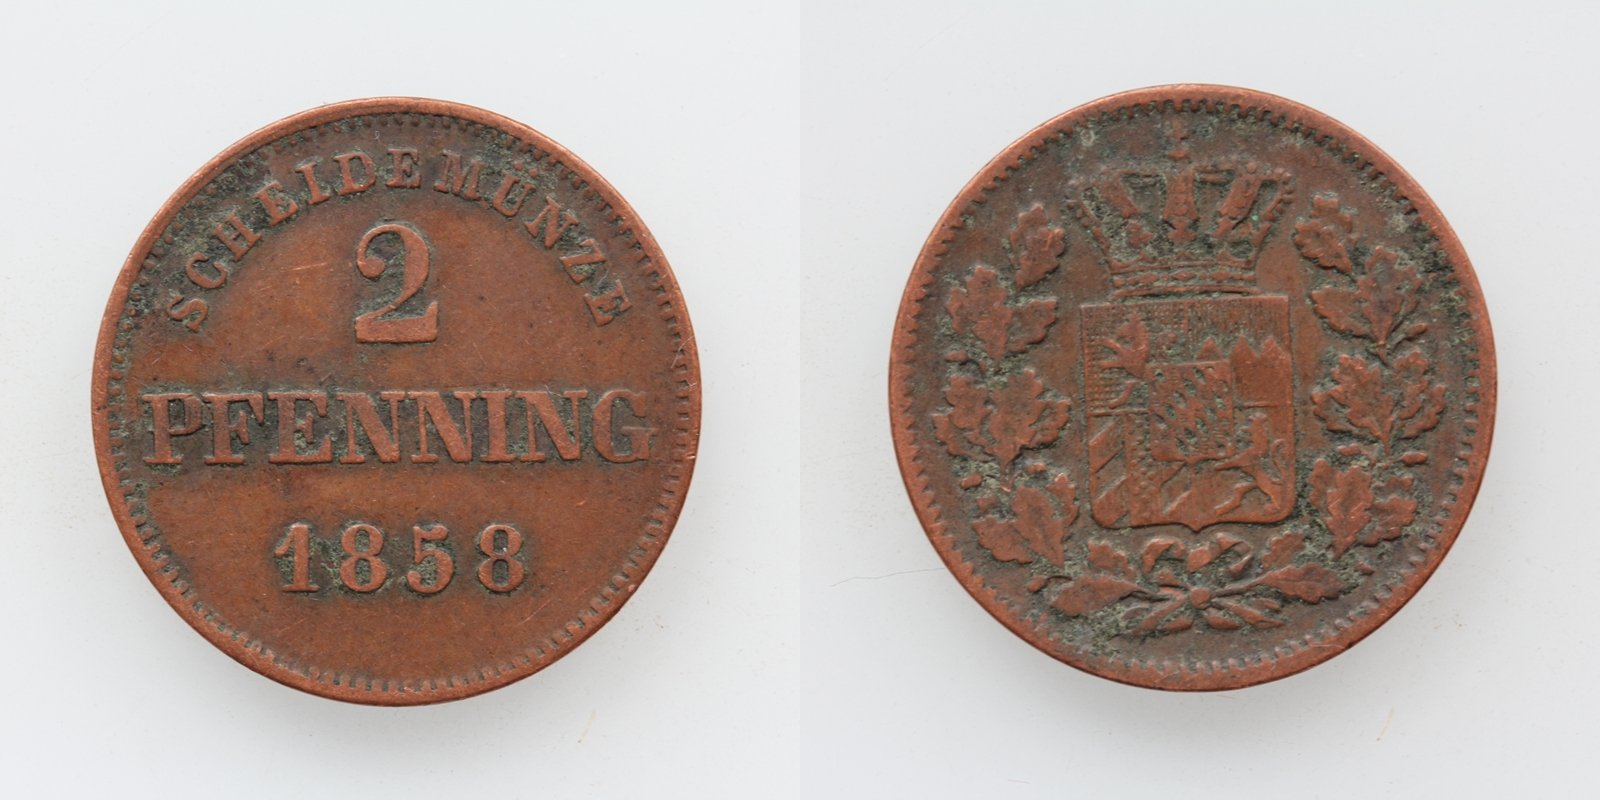 SCHEIDEMÜNZE
2
PFENNING
1858